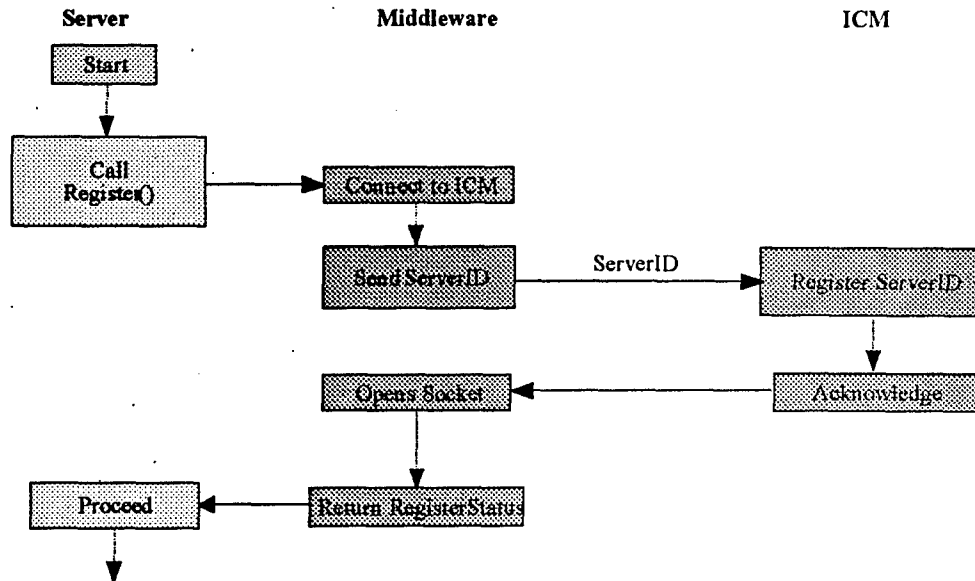 Server Middleware ICM
Start
Call
Register()
Connect to ICM
Send ServerID
ServerID
Register ServerID
Opens Socket
Acknowledge
Proceed
Return RegisterStatus